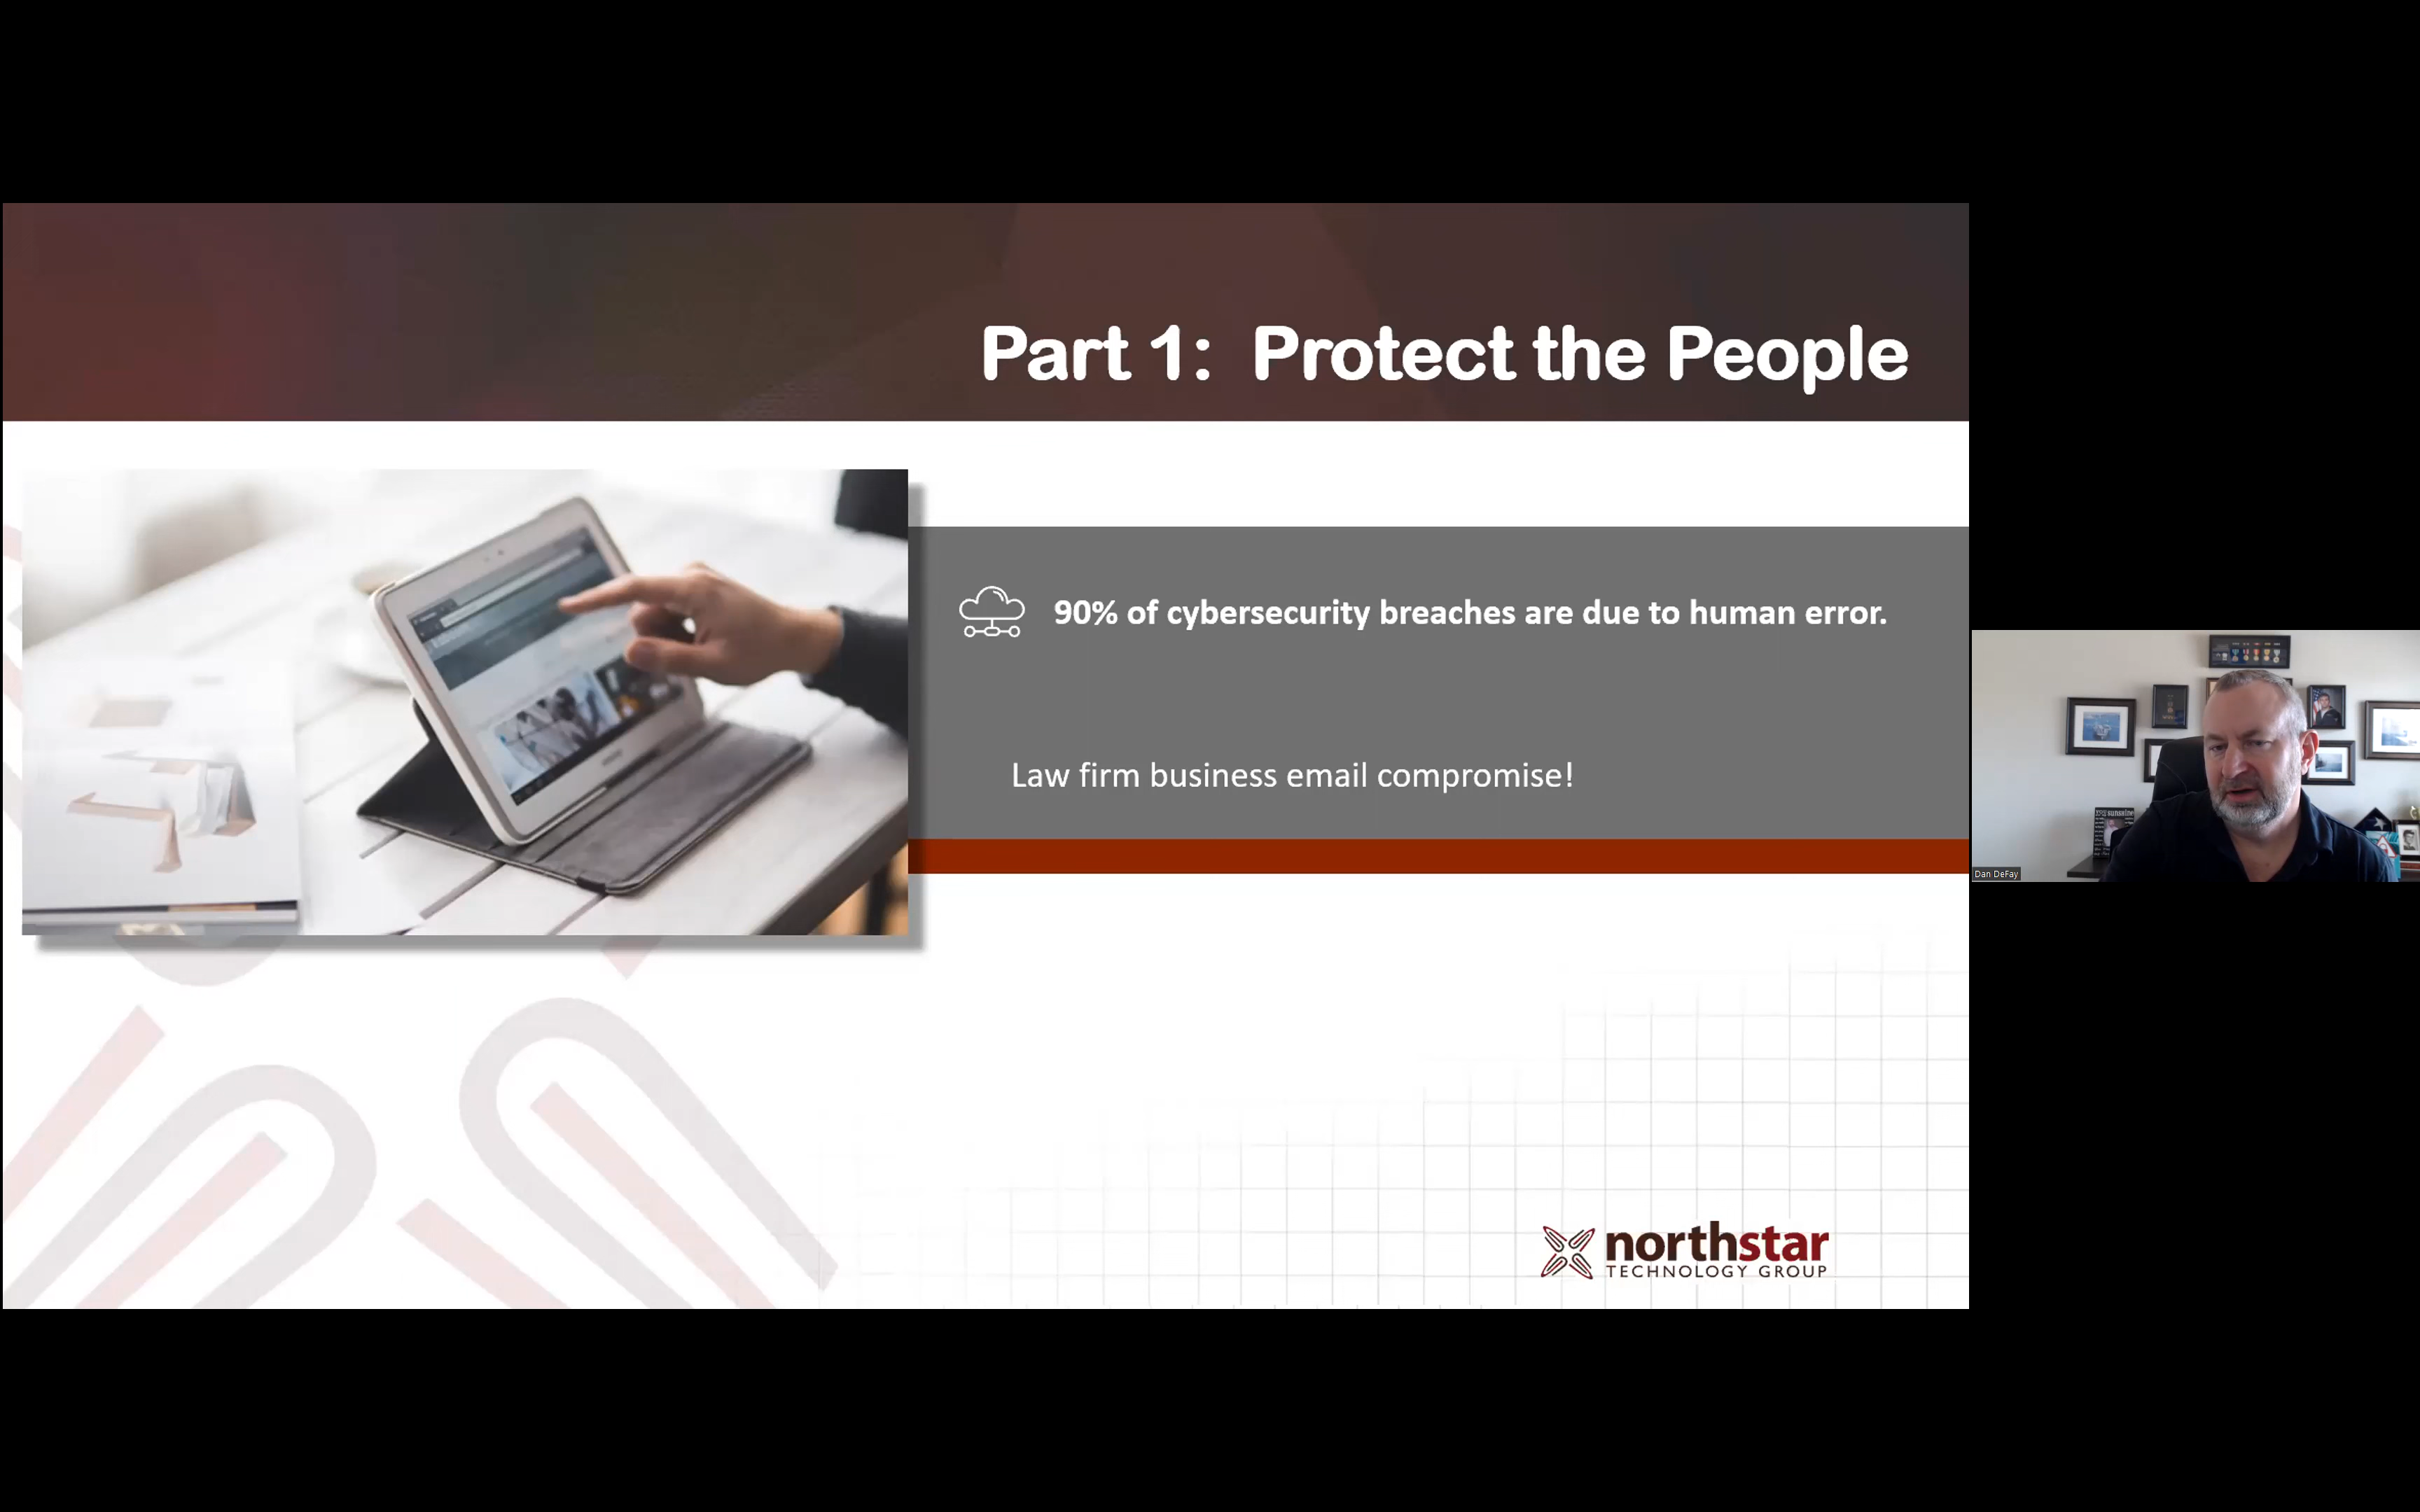 Part 1: Protect the People
90% of cybersecurity breaches are due to human error.
Law firm business email compromise!
Dan DeFay
northstar
TECHNOLOGY GROUP